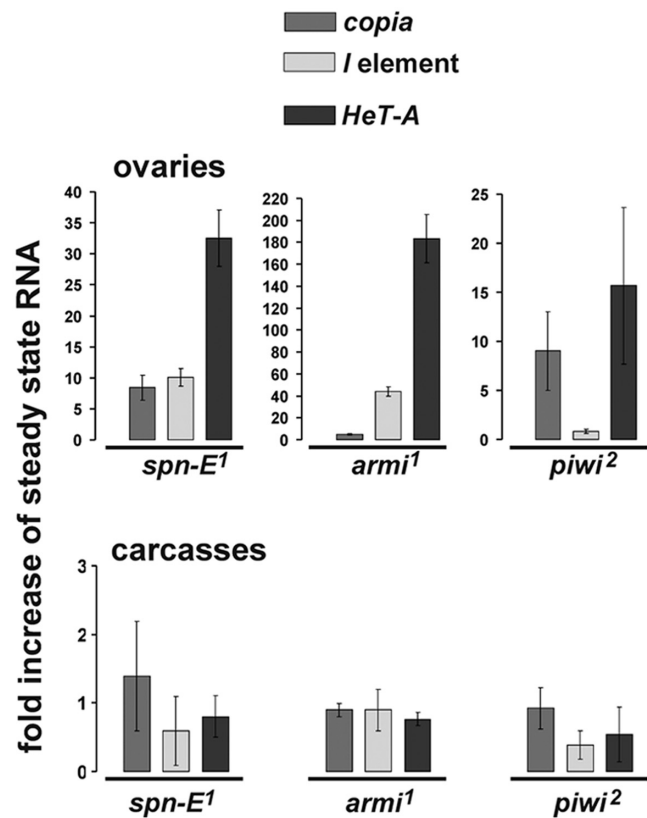 copia
I element
HeT-A
fold increase of steady state RNA
ovaries
40
35
30
25
20
15
10
5
0
spn-E1
220
200
180
160
140
120
100
80
60
40
20
0
armi1
25
20
15
10
5
0
piwi2
carcasses
3
2
1
0
spn-E1
armi1
piwi2